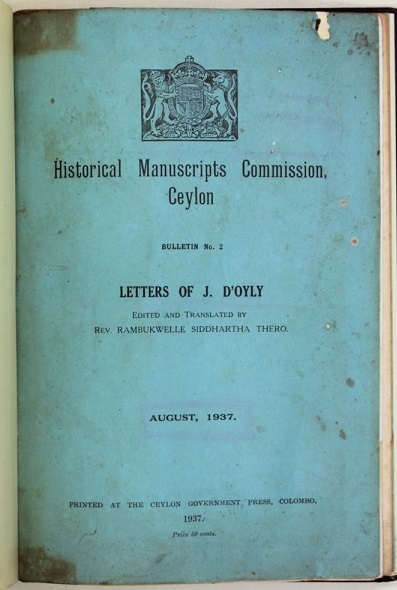 Historical Manuscripts Commission,
Ceylon
BULLETIN No. 2
LETTERS OF J. D'OYLY
EDITED AND TRANSLATED BY
REV. RAMBUKWELLE SIDDHARTHA THERO.
AUGUST, 1937.
PRINTED AT THE CEYLON GOVERNMENT PRESS, COLOMBO.
1937.
Price 60 cents.